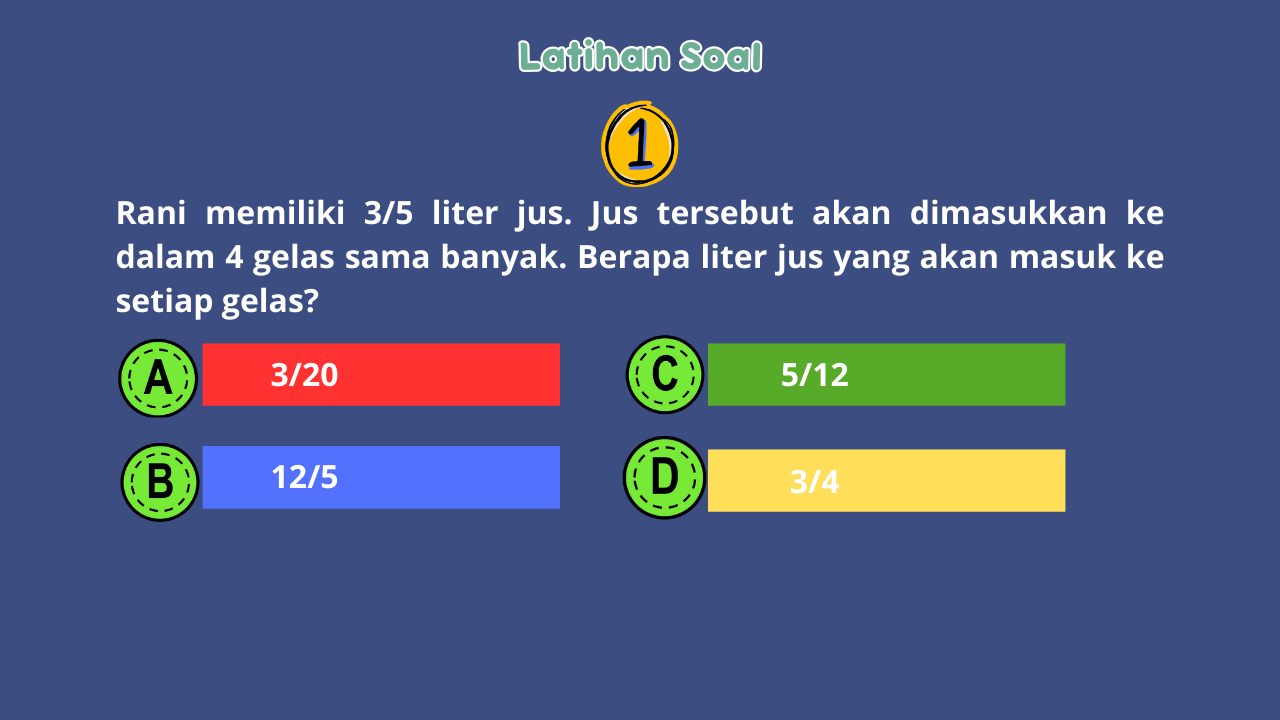 Latihan Soal
1
Rani memiliki 3/5 liter jus. Jus tersebut akan dimasukkan ke
dalam 4 gelas sama banyak. Berapa liter jus yang akan masuk ke
setiap gelas?
A 3/20
B 12/5
C 5/12
D 3/4